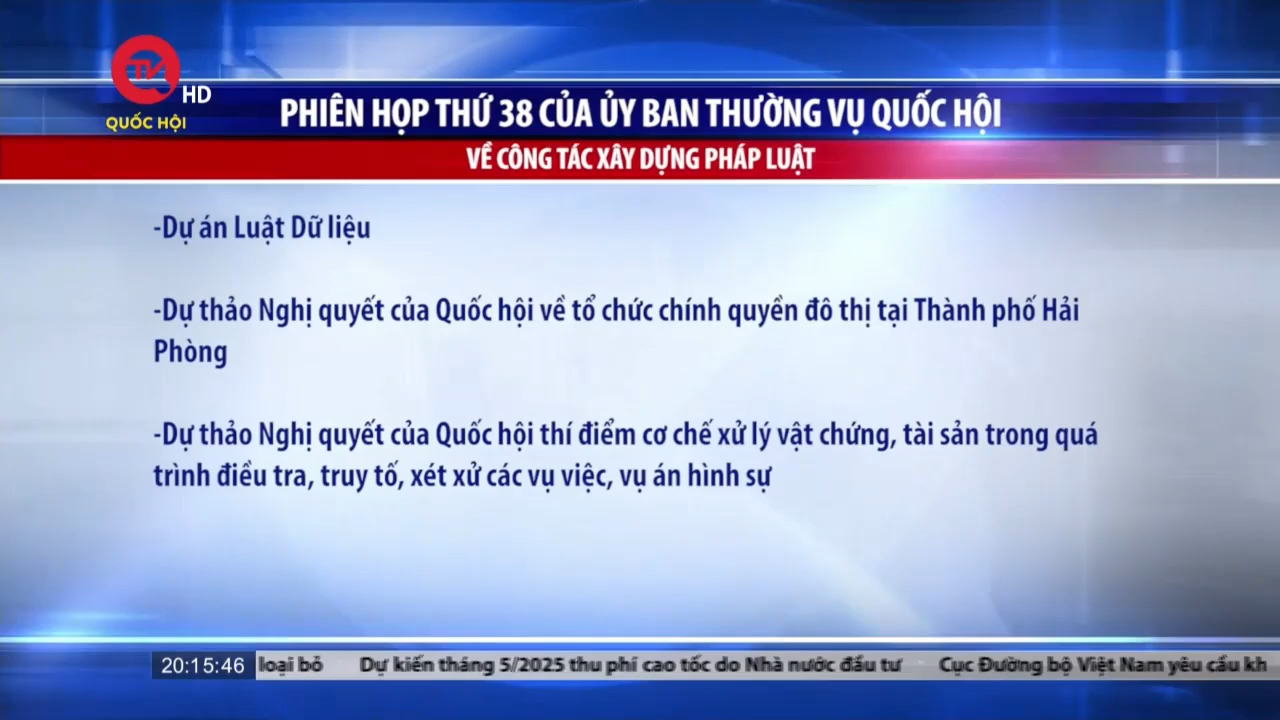 TV
HD
QUỐC HỘI
PHIÊN HỌP THỨ 38 CỦA ỦY BAN THƯỜNG VỤ QUỐC HỘI
VỀ CÔNG TÁC XÂY DỰNG PHÁP LUẬT
-Dự án Luật Dữ liệu
-Dự thảo Nghị quyết của Quốc hội về tổ chức chính quyền đô thị tại Thành phố Hải
Phòng
-Dự thảo Nghị quyết của Quốc hội thí điểm cơ chế xử lý vật chứng, tài sản trong quá
trình điều tra, truy tố, xét xử các vụ việc, vụ án hình sự
20:15:46 loại bỏ Dự kiến tháng 5/2025 thu phí cao tốc do Nhà nước đầu tư Cục Đường bộ Việt Nam yêu cầu kh